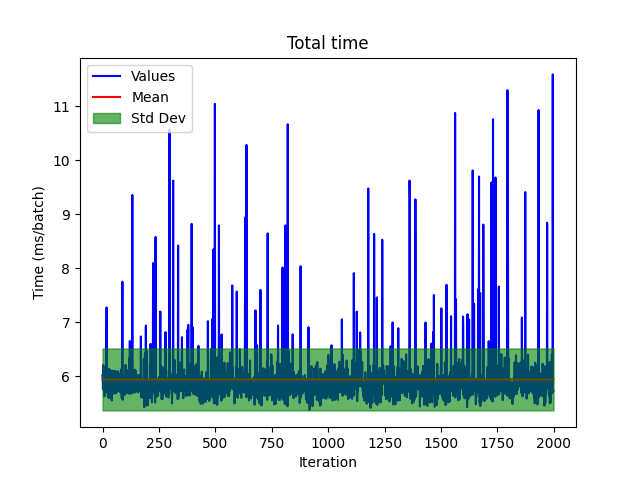 Total time
Values
Mean
Std Dev
11
10
9
8
7
6
Time (ms/batch)
0 250 500 750 1000 1250 1500 1750 2000
Iteration